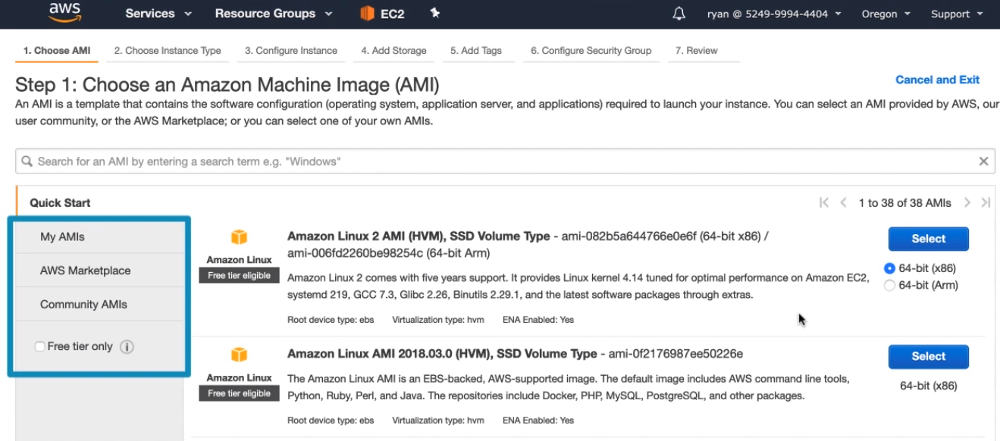 aws Services Resource Groups EC2 ryan @ 5249-9994-4404 Oregon Support
1. Choose AMI 2. Choose Instance Type 3. Configure Instance 4. Add Storage 5. Add Tags 6. Configure Security Group 7. Review
Step 1: Choose an Amazon Machine Image (AMI)
Cancel and Exit
An AMI is a template that contains the software configuration (operating system, application server, and applications) required to launch your instance. You can select an AMI provided by AWS, our
user community, or the AWS Marketplace; or you can select one of your own AMIs.
Search for an AMI by entering a search term e.g. "Windows"
Quick Start
1 to 38 of 38 AMIs
My AMIs
AWS Marketplace
Community AMIs
Free tier only
Amazon Linux
Free tier eligible
Amazon Linux 2 AMI (HVM), SSD Volume Type - ami-082b5a644766e0e6f (64-bit x86) /
ami-006fd2260be98254c (64-bit Arm)
Amazon Linux 2 comes with five years support. It provides Linux kernel 4.14 tuned for optimal performance on Amazon EC2,
systemd 219, GCC 7.3, Glibc 2.26, Binutils 2.29.1, and the latest software packages through extras.
Root device type: ebs Virtualization type: hvm ENA Enabled: Yes
Select
64-bit (x86)
64-bit (Arm)
Amazon Linux
Free tier eligible
Amazon Linux AMI 2018.03.0 (HVM), SSD Volume Type - ami-0f2176987ee50226e
The Amazon Linux AMI is an EBS-backed, AWS-supported image. The default image includes AWS command line tools,
Python, Ruby, Perl, and Java. The repositories include Docker, PHP, MySQL, PostgreSQL, and other packages.
Root device type: ebs Virtualization type: hvm ENA Enabled: Yes
Select
64-bit (x86)